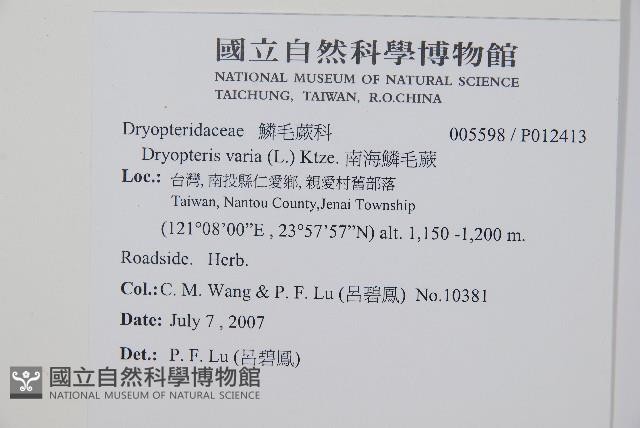 國立自然科學博物館
NATIONAL MUSEUM OF NATURAL SCIENCE
TAICHUNG, TAIWAN, R.O.CHINA
Dryopteridaceae 鱗毛蕨科 005598 / P012413
Dryopteris varia (L.) Ktze. 南海鱗毛蕨
Loc.: 台灣, 南投縣仁愛鄉, 親愛村舊部落
Taiwan, Nantou County,Jenai Township
(121°08'00"E , 23°57'57"N) alt. 1,150 -1,200 m.
Roadside. Herb.
Col.: C. M. Wang & P. F. Lu (呂碧鳳) No.10381
Date: July 7 , 2007
Det.: P. F. Lu (呂碧鳳)
國立自然科學博物館
NATIONAL MUSEUM OF NATURAL SCIENCE